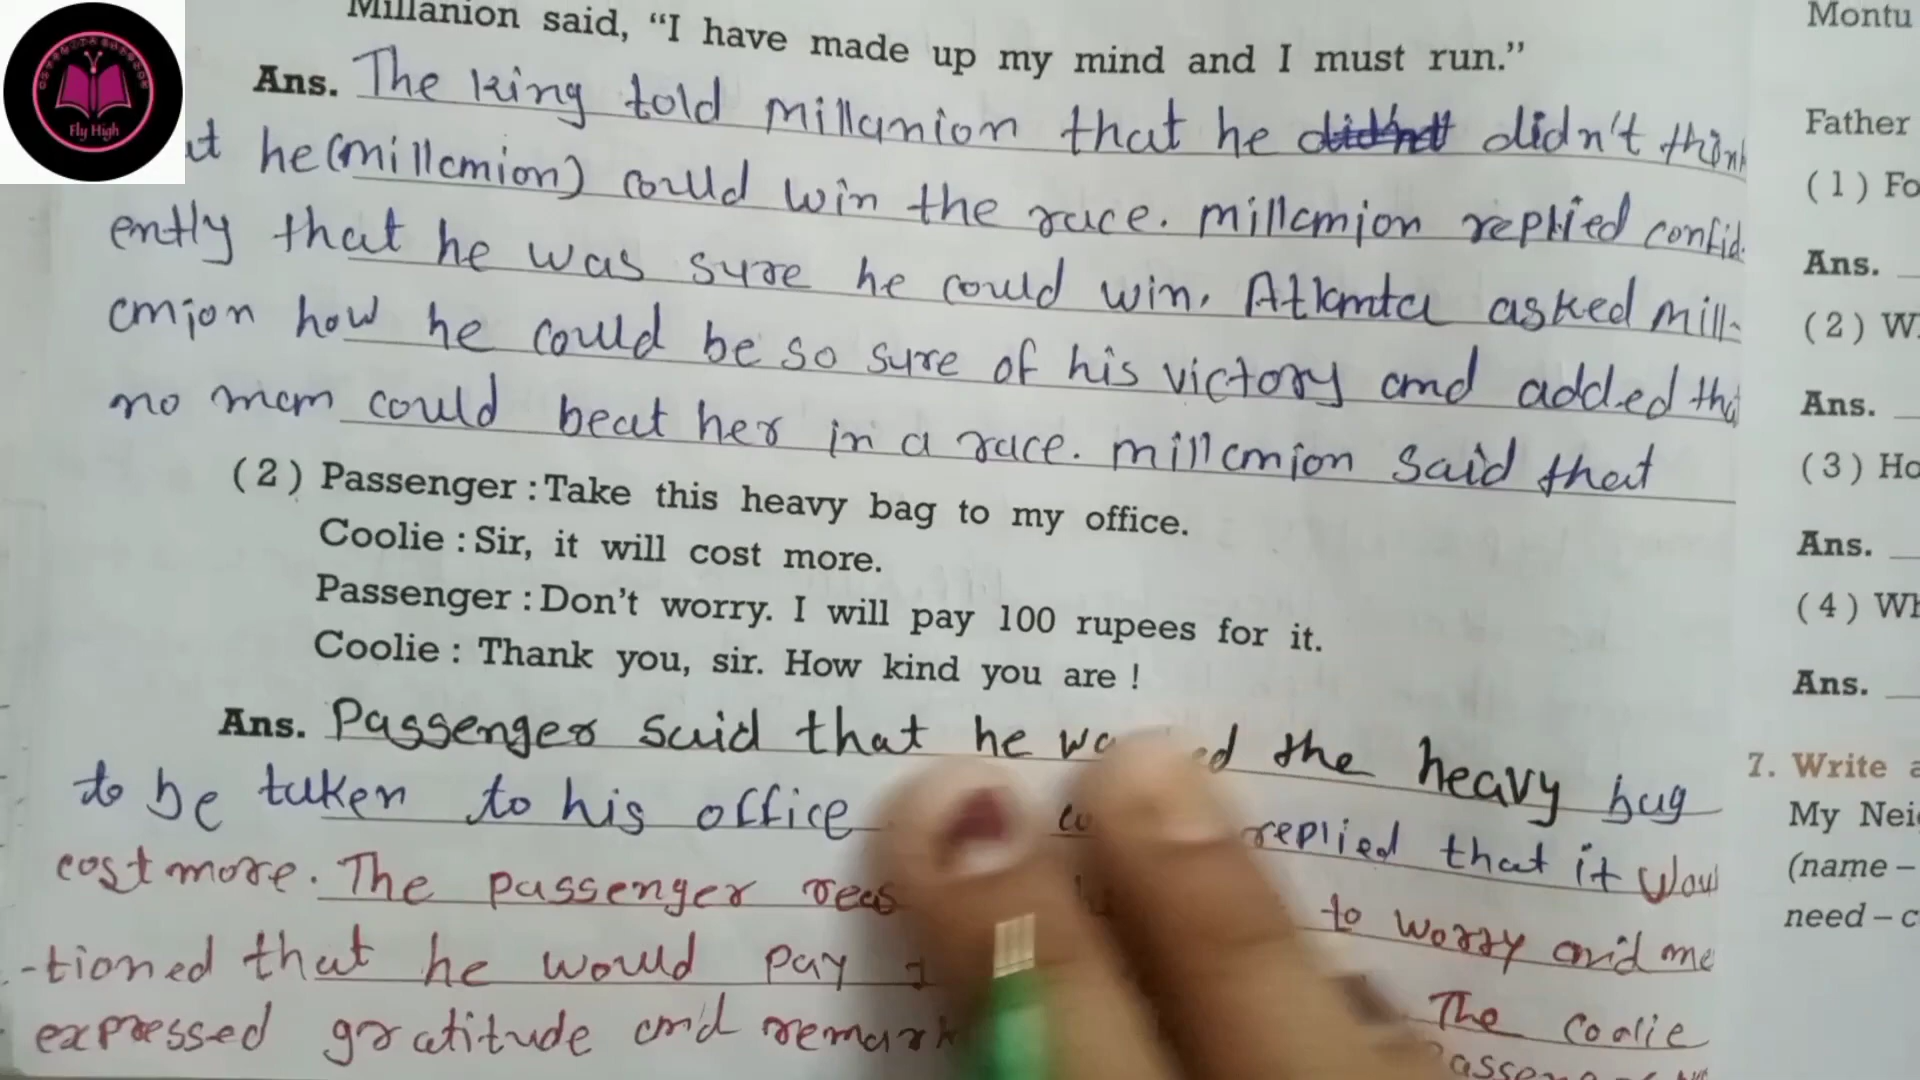 Fly High
Millanion said, “I have made up my mind and I must run.”
Ans. The king told millanion that he didn't think
he (millanion) could win the race. millanion replied confid-
ently that he was sure he could win. Atlanta asked mill-
anion how he could be so sure of his victory and added
no man could beat her in a race. millanion said that
(2) Passenger : Take this heavy bag to my office.
Coolie : Sir, it will cost more.
Passenger : Don’t worry. I will pay 100 rupees for it.
Coolie : Thank you, sir. How kind you are !
Ans. Passenger said that he the heavy bag
to be taken to his office replied that it
cost more. The passenger to worry and me
-tioned that he would pay The coolie
expressed gratitude and
Montu
Father
(1) Fo
Ans.
(2) W
Ans.
(3) Ho
Ans.
(4) Wh
Ans.
7. Write a
My Nei
(name –
need – c